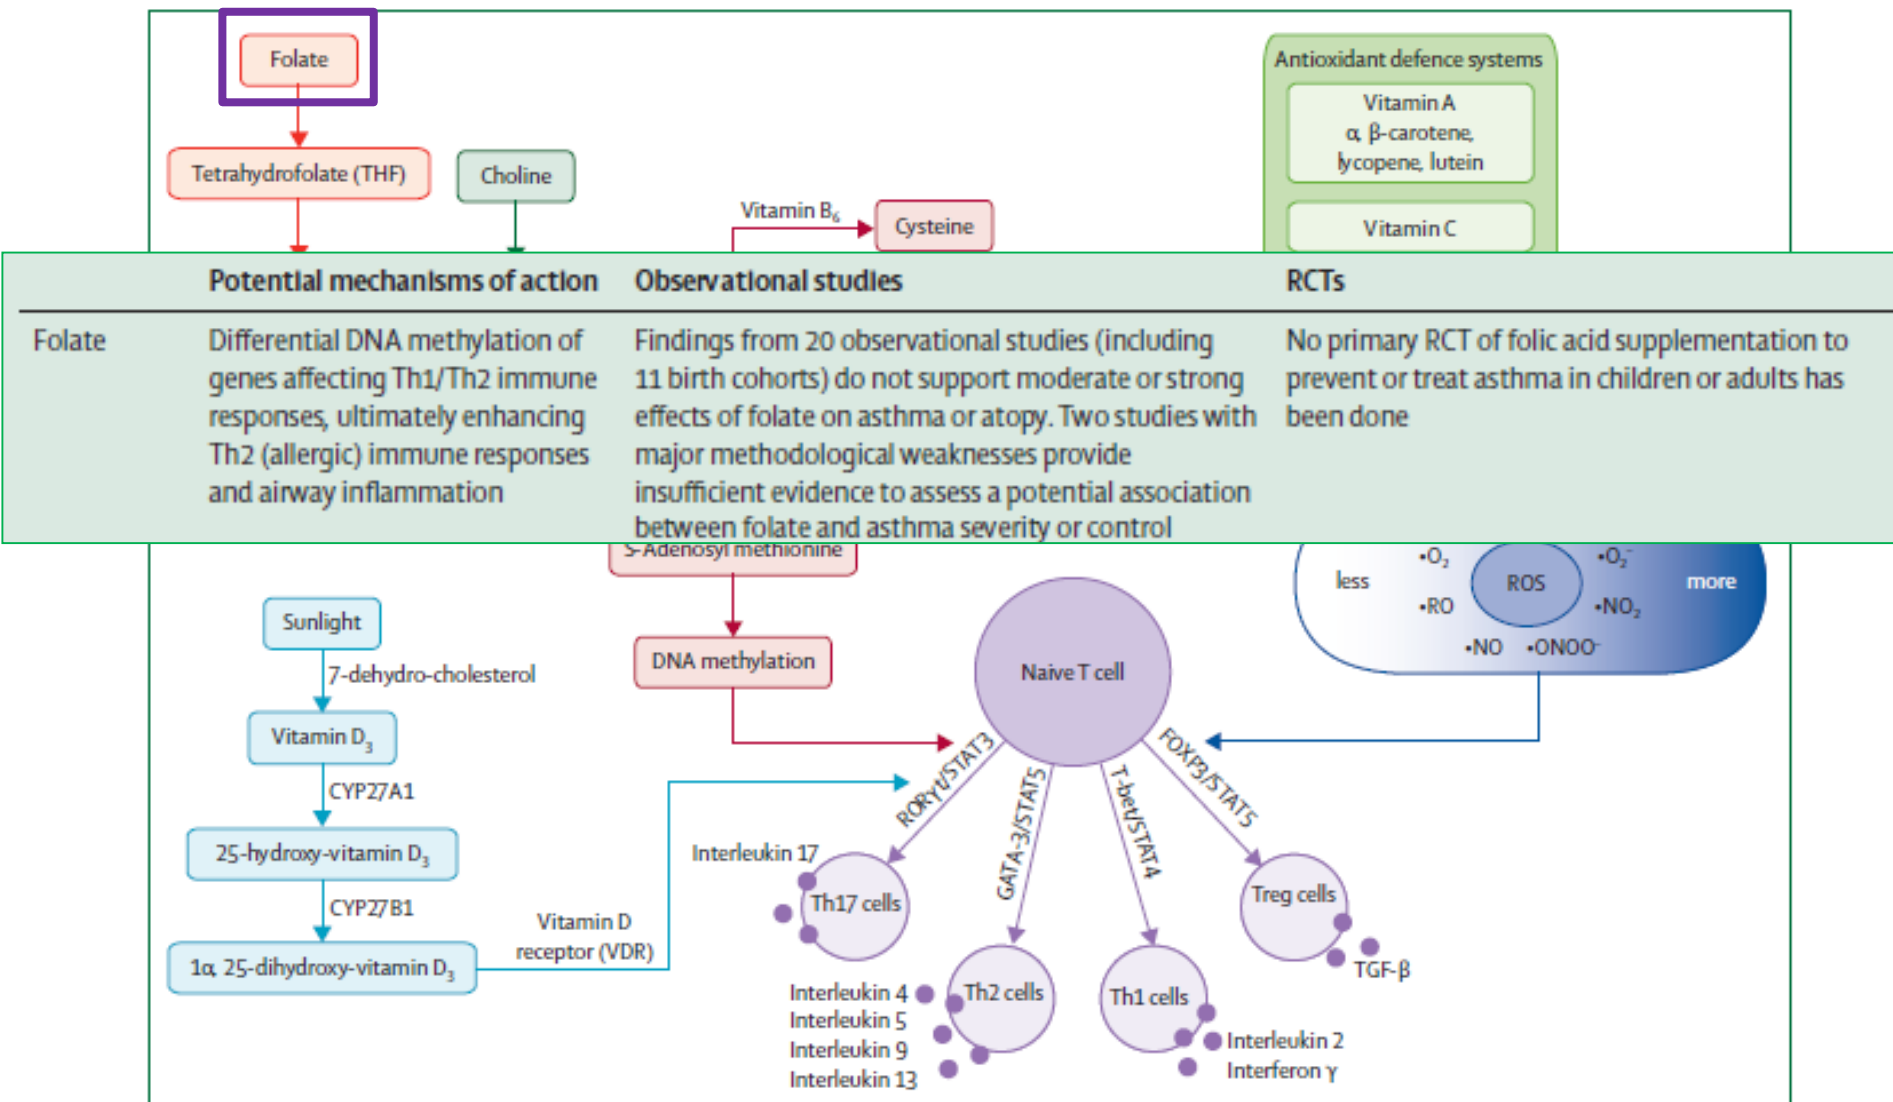 Folate
Tetrahydrofolate (THF)
Choline
Vitamin B₆
Cysteine
Antioxidant defence systems
Vitamin A
α, β-carotene,
lycopene, lutein
Vitamin C
Potential mechanisms of action
Observational studies
RCTs
Folate
Differential DNA methylation of
genes affecting Th1/Th2 immune
responses, ultimately enhancing
Th2 (allergic) immune responses
and airway inflammation
Findings from 20 observational studies (including
11 birth cohorts) do not support moderate or strong
effects of folate on asthma or atopy. Two studies with
major methodological weaknesses provide
insufficient evidence to assess a potential association
between folate and asthma severity or control
No primary RCT of folic acid supplementation to
prevent or treat asthma in children or adults has
been done
S-Adenosyl methionine
DNA methylation
less
•O₂
•RO
•NO
ROS
•O₂⁻
•NO₂
•ONOO⁻
more
Sunlight
7-dehydro-cholesterol
Vitamin D₃
CYP27A1
25-hydroxy-vitamin D₃
CYP27B1
1α, 25-dihydroxy-vitamin D₃
Vitamin D
receptor (VDR)
Naive T cell
RORγt/STAT3
GATA-3/STAT5
T-bet/STAT4
FOXP3/STAT5
Interleukin 17
Th17 cells
Interleukin 4
Interleukin 5
Interleukin 9
Interleukin 13
Th2 cells
Th1 cells
Interleukin 2
Interferon γ
Treg cells
TGF-β